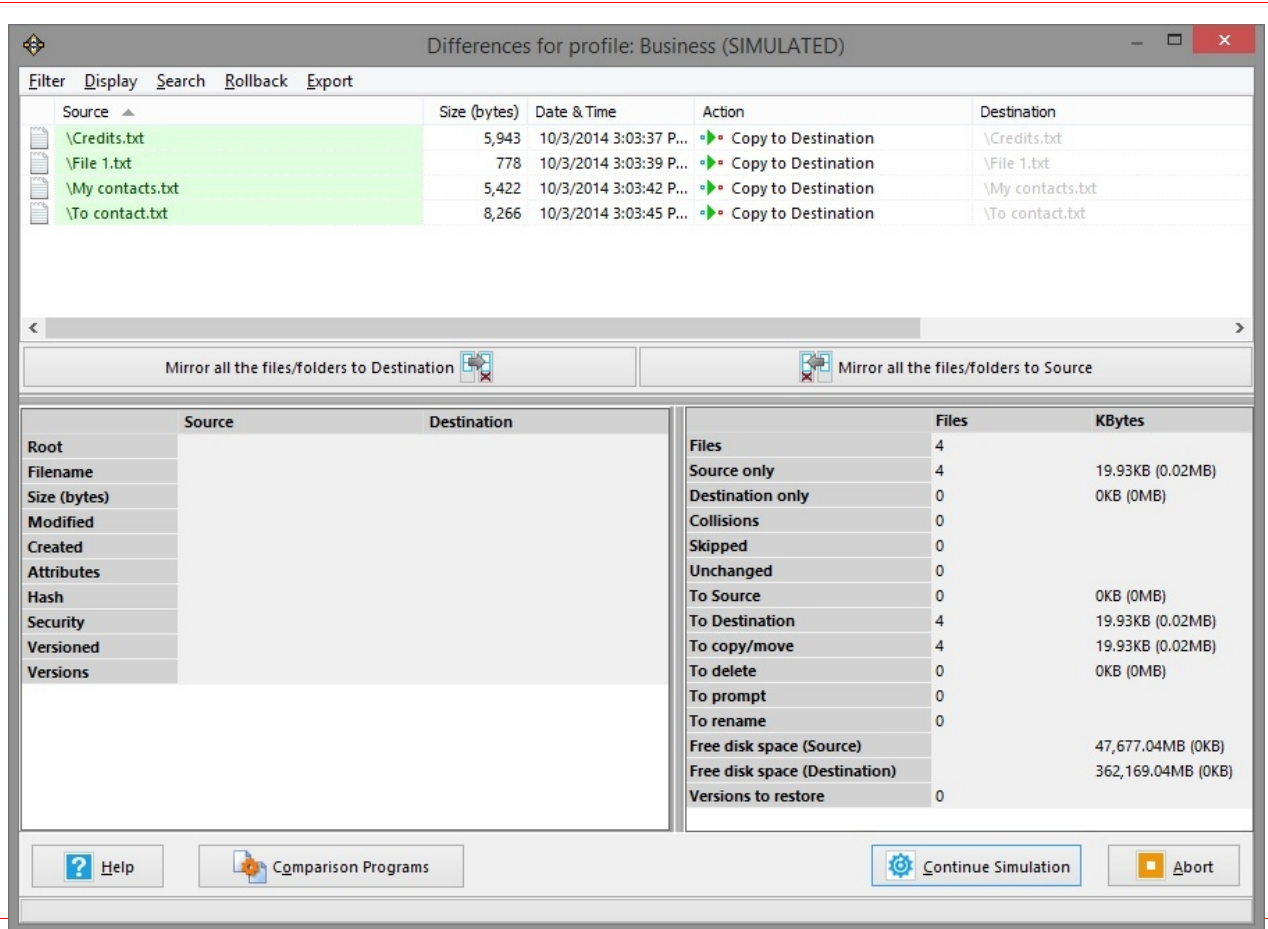 Differences for profile: Business (SIMULATED)
Filter Display Search Rollback Export
Source Size (bytes) Date & Time Action Destination
\Credits.txt 5,943 10/3/2014 3:03:37 P... Copy to Destination \Credits.txt
\File 1.txt 778 10/3/2014 3:03:39 P... Copy to Destination \File 1.txt
\My contacts.txt 5,422 10/3/2014 3:03:42 P... Copy to Destination \My contacts.txt
\To contact.txt 8,266 10/3/2014 3:03:45 P... Copy to Destination \To contact.txt
Mirror all the files/folders to Destination Mirror all the files/folders to Source
Source Destination
Root
Filename
Size (bytes)
Modified
Created
Attributes
Hash
Security
Versioned
Versions
Files KBytes
Files 4
Source only 4 19.93KB (0.02MB)
Destination only 0 0KB (0MB)
Collisions 0
Skipped 0
Unchanged 0
To Source 0 0KB (0MB)
To Destination 4 19.93KB (0.02MB)
To copy/move 4 19.93KB (0.02MB)
To delete 0 0KB (0MB)
To prompt 0
To rename 0
Free disk space (Source) 47,677.04MB (0KB)
Free disk space (Destination) 362,169.04MB (0KB)
Versions to restore 0
Help Comparison Programs Continue Simulation Abort